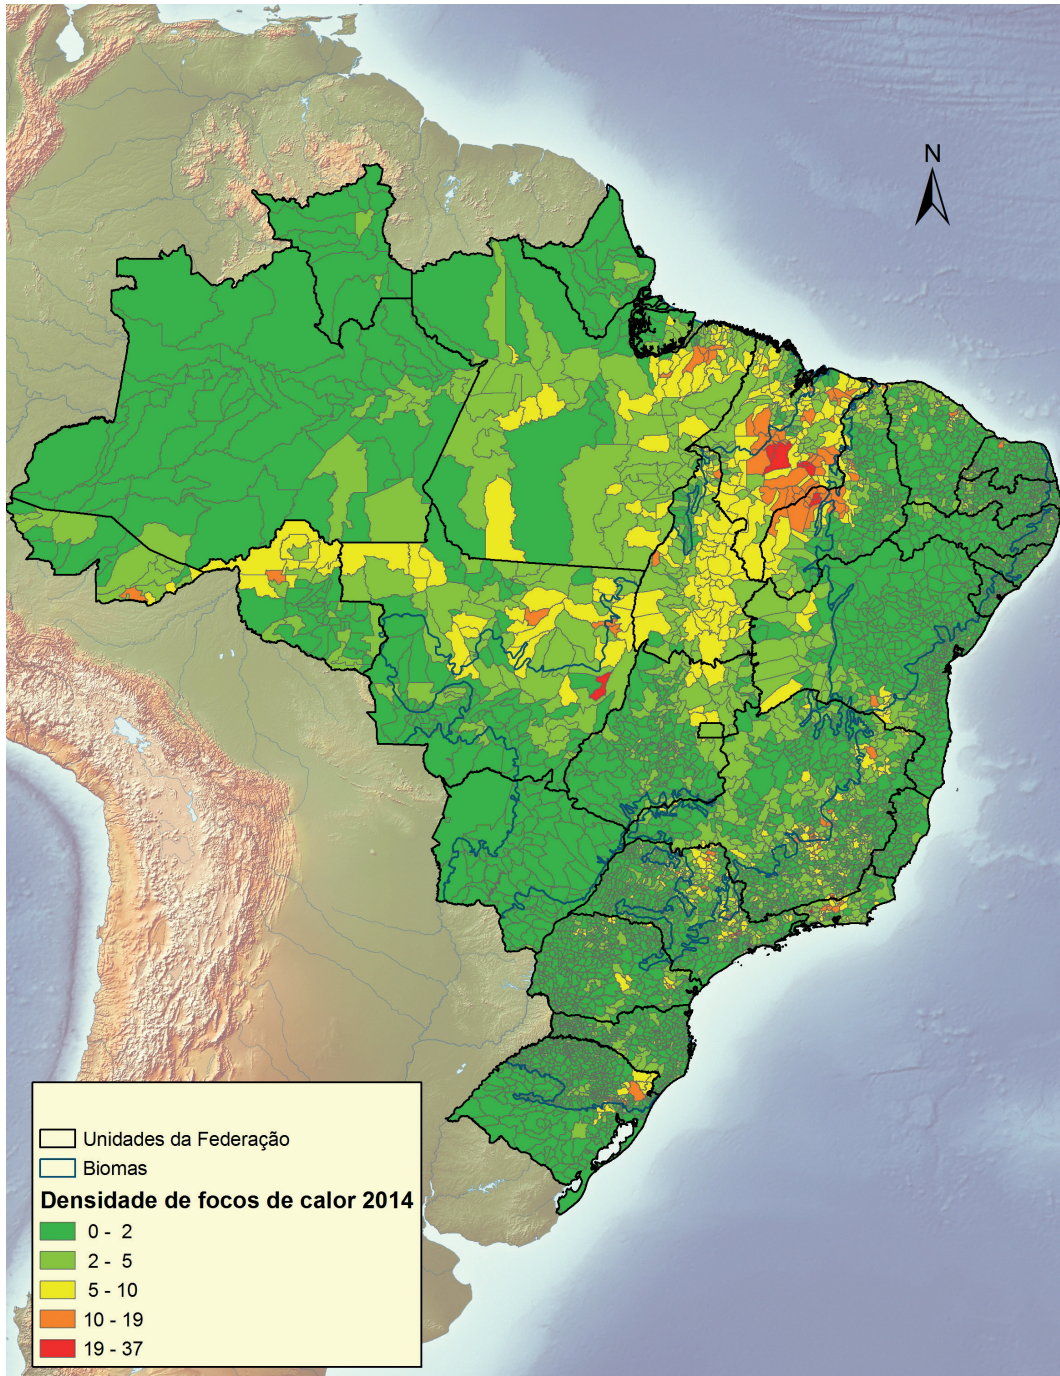 N
Unidades da Federação
Biomas
Densidade de focos de calor 2014
0 - 2
2 - 5
5 - 10
10 - 19
19 - 37